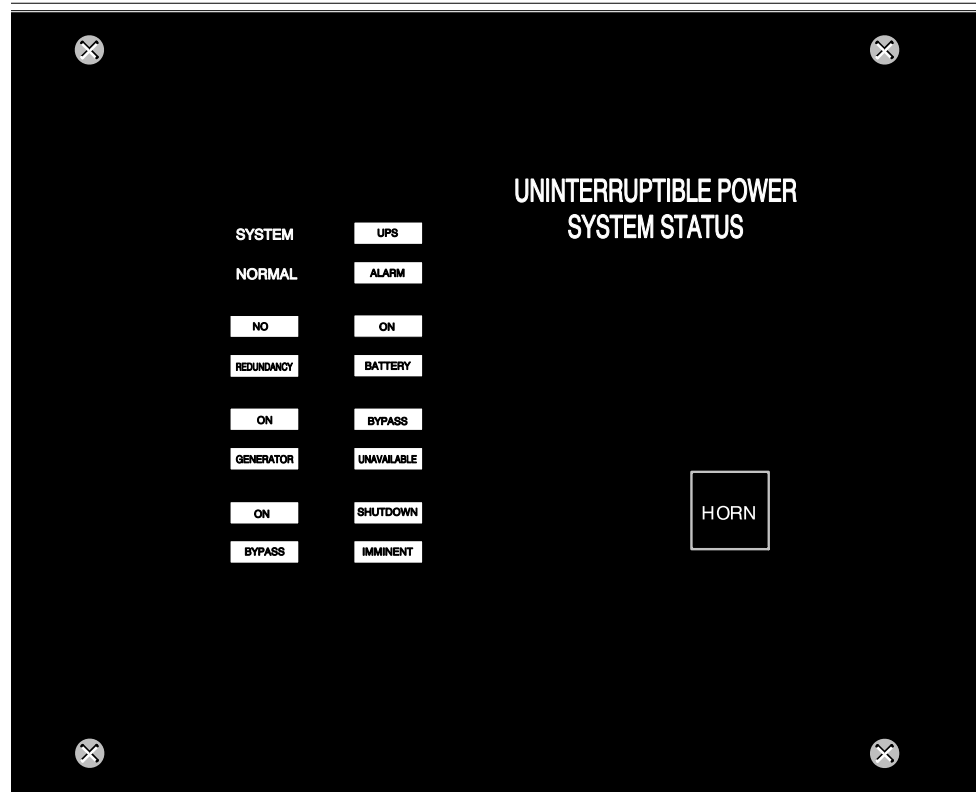 UNINTERRUPTIBLE POWER
SYSTEM STATUS
SYSTEM
NORMAL
UPS
ALARM
NO
REDUNDANCY
ON
BATTERY
ON
GENERATOR
BYPASS
UNAVAILABLE
ON
BYPASS
SHUTDOWN
IMMINENT
HORN